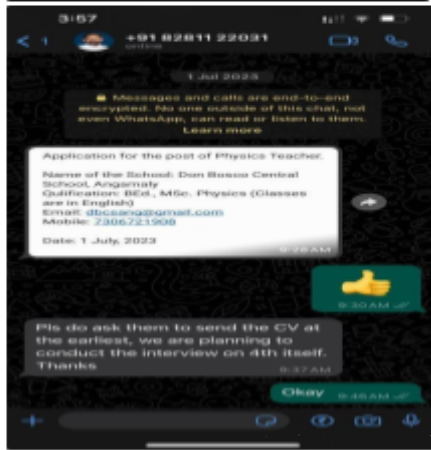 3:57
< 1 +91 82811 22031
online
1 Jul 2023
Messages and calls are end-to-end
encrypted. No one outside of this chat, not
even WhatsApp, can read or listen to them.
Learn more
Application for the post of Physics Teacher.
Name of the School: Don Bosco Central
School, Angamaly
Qulification: BEd., MSc. Physics (Classes
are in English)
Email: dbcsang@gmail.com
Mobile: 7306721908
Date: 1 July, 2023
9:28 AM
9:30 AM
Pls do ask them to send the CV at
the earliest, we are planning to
conduct the interview on 4th itself.
Thanks
9:37 AM
Okay 9:46 AM